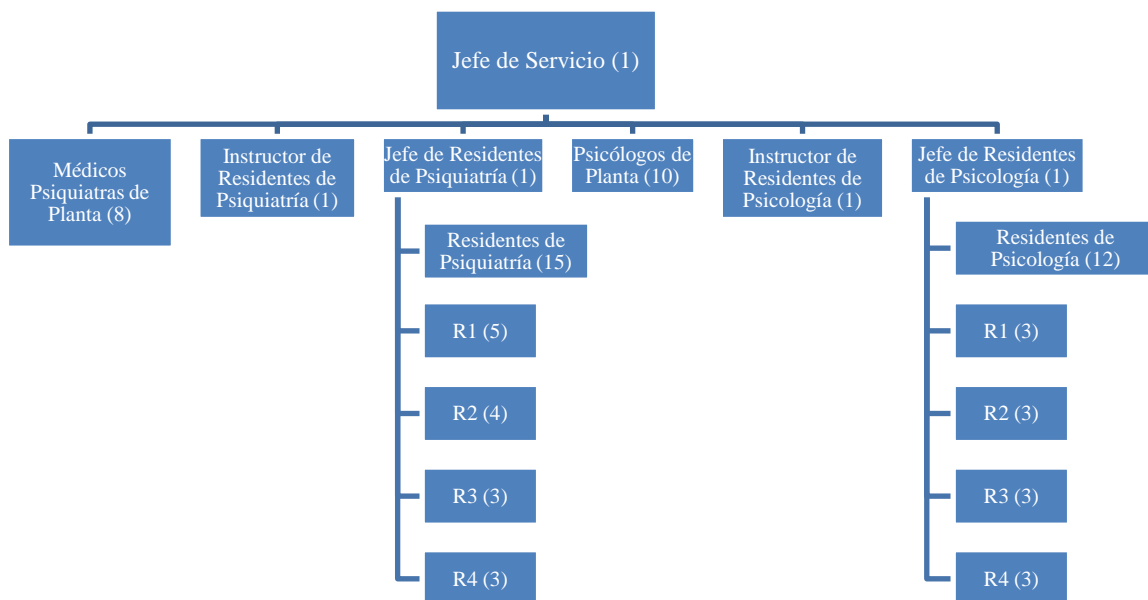 Jefe de Servicio (1)
Médicos
Psiquiatras de
Planta (8)
Instructor de
Residentes de
Psiquiatría (1)
Jefe de Residentes
de Psiquiatría (1)
Residentes de
Psiquiatría (15)
R1 (5)
R2 (4)
R3 (3)
R4 (3)
Psicólogos de
Planta (10)
Instructor de
Residentes de
Psicología (1)
Jefe de Residentes
de Psicología (1)
Residentes de
Psicología (12)
R1 (3)
R2 (3)
R3 (3)
R4 (3)